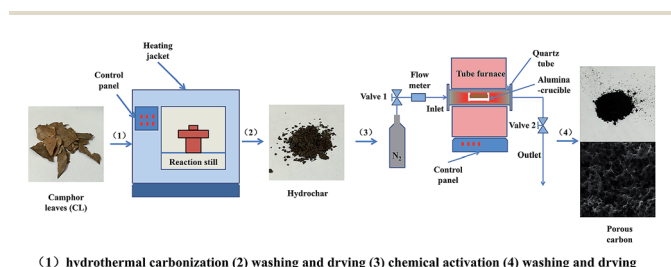 Heating
jacket
Control
panel
(1)
Reaction still
(2)
Camphor
leaves (CL)
Hydrochar
(3)
Valve 1
Flow
meter
N2
Inlet
Tube furnace
Quartz
tube
Alumina
-crucible
Valve 2
Control
panel
Outlet
(4)
Porous
carbon
(1) hydrothermal carbonization (2) washing and drying (3) chemical activation (4) washing and drying